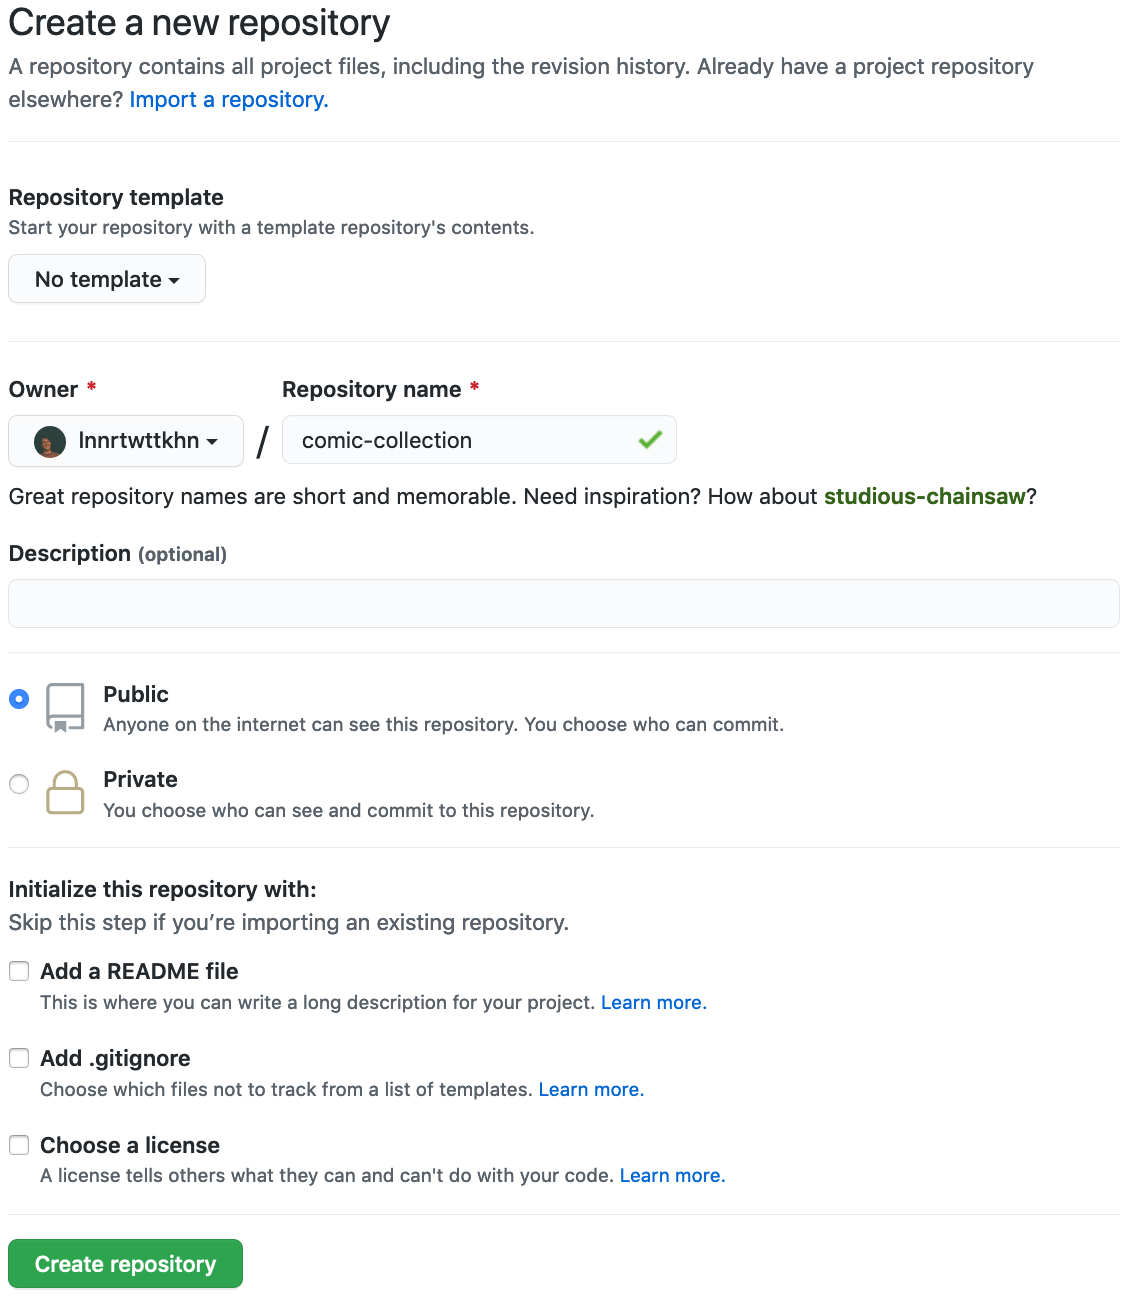 Create a new repository
A repository contains all project files, including the revision history. Already have a project repository
elsewhere? Import a repository.
Repository template
Start your repository with a template repository's contents.
No template
Owner * Repository name *
lnnrtwttkhn / comic-collection
Great repository names are short and memorable. Need inspiration? How about studious-chainsaw?
Description (optional)
Public
Anyone on the internet can see this repository. You choose who can commit.
Private
You choose who can see and commit to this repository.
Initialize this repository with:
Skip this step if you’re importing an existing repository.
Add a README file
This is where you can write a long description for your project. Learn more.
Add .gitignore
Choose which files not to track from a list of templates. Learn more.
Choose a license
A license tells others what they can and can't do with your code. Learn more.
Create repository